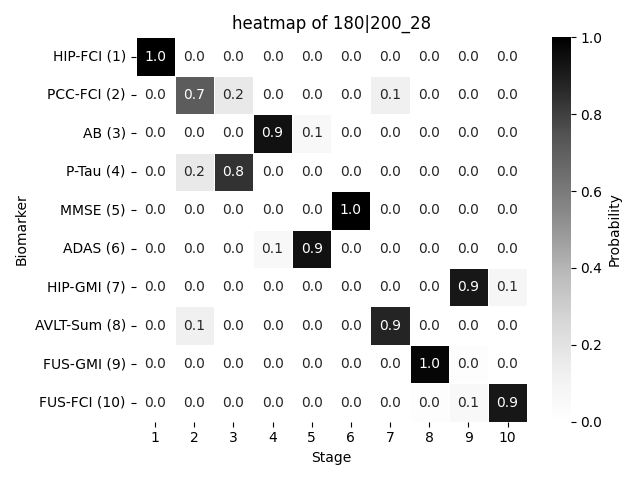 heatmap of 180|200_28
HIP-FCI (1) 1.0 0.0 0.0 0.0 0.0 0.0 0.0 0.0 0.0 0.0
PCC-FCI (2) 0.0 0.7 0.2 0.0 0.0 0.0 0.1 0.0 0.0 0.0
AB (3) 0.0 0.0 0.0 0.9 0.1 0.0 0.0 0.0 0.0 0.0
P-Tau (4) 0.0 0.2 0.8 0.0 0.0 0.0 0.0 0.0 0.0 0.0
MMSE (5) 0.0 0.0 0.0 0.0 0.0 1.0 0.0 0.0 0.0 0.0
ADAS (6) 0.0 0.0 0.0 0.1 0.9 0.0 0.0 0.0 0.0 0.0
HIP-GMI (7) 0.0 0.0 0.0 0.0 0.0 0.0 0.0 0.0 0.9 0.1
AVLT-Sum (8) 0.0 0.1 0.0 0.0 0.0 0.0 0.9 0.0 0.0 0.0
FUS-GMI (9) 0.0 0.0 0.0 0.0 0.0 0.0 0.0 1.0 0.0 0.0
FUS-FCI (10) 0.0 0.0 0.0 0.0 0.0 0.0 0.0 0.0 0.1 0.9
1 2 3 4 5 6 7 8 9 10
Stage
Biomarker
1.0
0.8
0.6
0.4
0.2
0.0
Probability